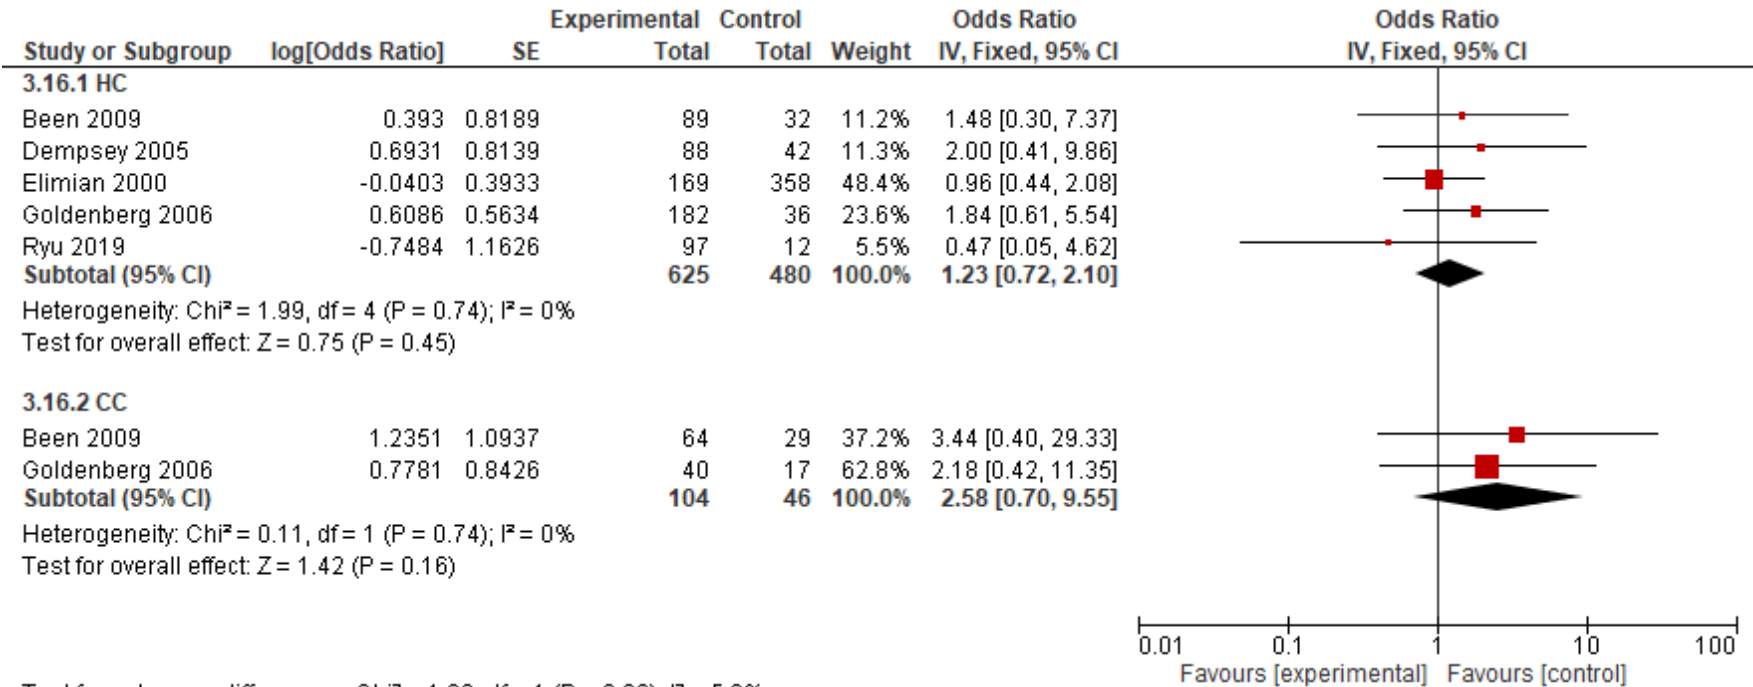 Experimental Control Odds Ratio Odds Ratio
Study or Subgroup log[Odds Ratio] SE Total Total Weight IV, Fixed, 95% CI IV, Fixed, 95% CI
3.16.1 HC
Been 2009 0.393 0.8189 89 32 11.2% 1.48 [0.30, 7.37]
Dempsey 2005 0.6931 0.8139 88 42 11.3% 2.00 [0.41, 9.86]
Elimian 2000 -0.0403 0.3933 169 358 48.4% 0.96 [0.44, 2.08]
Goldenberg 2006 0.6086 0.5634 182 36 23.6% 1.84 [0.61, 5.54]
Ryu 2019 -0.7484 1.1626 97 12 5.5% 0.47 [0.05, 4.62]
Subtotal (95% CI) 625 480 100.0% 1.23 [0.72, 2.10]
Heterogeneity: Chi² = 1.99, df = 4 (P = 0.74); I² = 0%
Test for overall effect: Z = 0.75 (P = 0.45)
3.16.2 CC
Been 2009 1.2351 1.0937 64 29 37.2% 3.44 [0.40, 29.33]
Goldenberg 2006 0.7781 0.8426 40 17 62.8% 2.18 [0.42, 11.35]
Subtotal (95% CI) 104 46 100.0% 2.58 [0.70, 9.55]
Heterogeneity: Chi² = 0.11, df = 1 (P = 0.74); I² = 0%
Test for overall effect: Z = 1.42 (P = 0.16)
0.01 0.1 1 10 100
Favours [experimental] Favours [control]